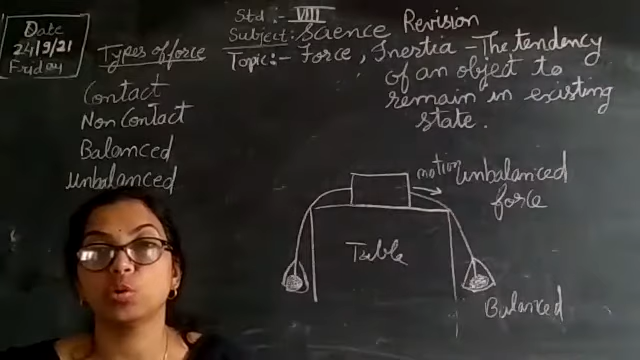 Date
24/9/21
Friday
Types of force
Contact
Non Contact
Balanced
Unbalanced
Std :- VIII
Subject: Science Revision
Topic:- Force, Inertia - The tendency
of an object to
remain in existing
state.
motion
Unbalanced
force
Table
Balanced